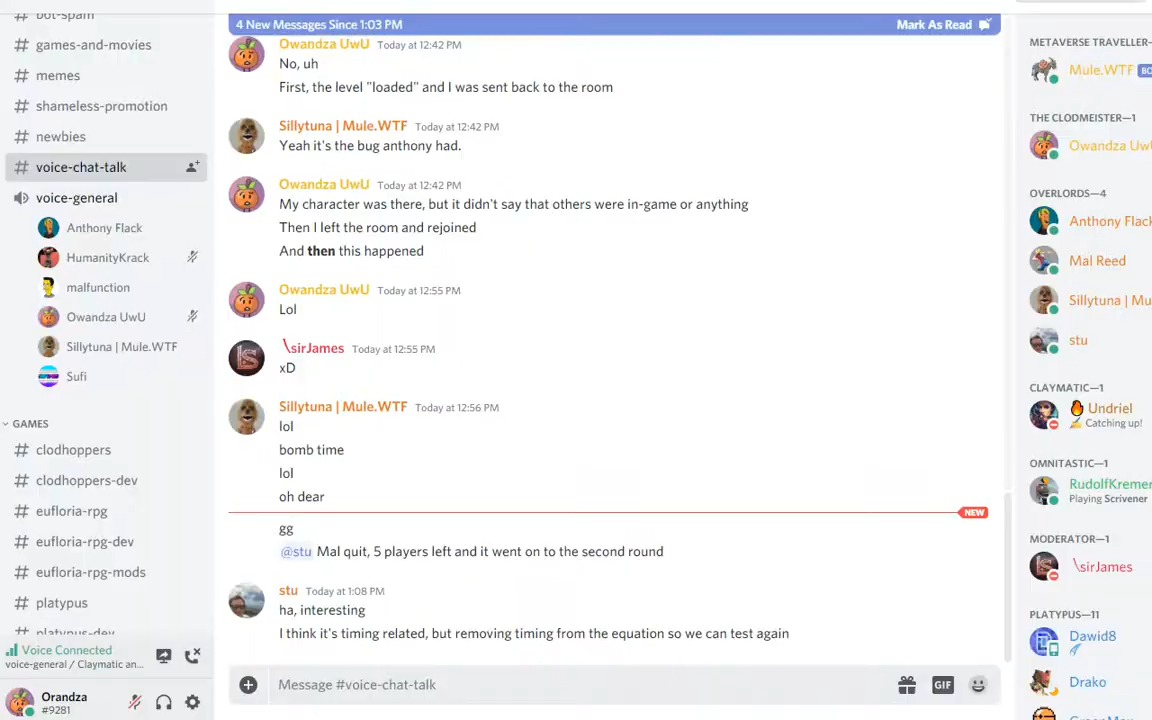 bot-spam
# games-and-movies
# memes
# shameless-promotion
# newbies
# voice-chat-talk
voice-general
Anthony Flack
HumanityKrack
malfunction
Owandza UwU
Sillytuna | Mule.WTF
Sufi
GAMES
# clodhoppers
# clodhoppers-dev
# eufloria-rpg
# eufloria-rpg-dev
# eufloria-rpg-mods
# platypus
# platypus-dev
Voice Connected
voice-general / Claymatic an...
Orandza
#9281
4 New Messages Since 1:03 PM Mark As Read
Owandza UwU Today at 12:42 PM
No, uh
First, the level "loaded" and I was sent back to the room
Sillytuna | Mule.WTF Today at 12:42 PM
Yeah it's the bug anthony had.
Owandza UwU Today at 12:42 PM
My character was there, but it didn't say that others were in-game or anything
Then I left the room and rejoined
And then this happened
Owandza UwU Today at 12:55 PM
Lol
\sirJames Today at 12:55 PM
xD
Sillytuna | Mule.WTF Today at 12:56 PM
lol
bomb time
lol
oh dear
NEW
gg
@stu Mal quit, 5 players left and it went on to the second round
stu Today at 1:08 PM
ha, interesting
I think it's timing related, but removing timing from the equation so we can test again
Message #voice-chat-talk
GIF
METAVERSE TRAVELLER—
Mule.WTF BO
THE CLODMEISTER—1
Owandza UwU
OVERLORDS—4
Anthony Flack
Mal Reed
Sillytuna | Mu
stu
CLAYMATIC—1
Undriel
Catching up!
OMNITASTIC—1
RudolfKremer
Playing Scrivener
MODERATOR—1
\sirJames
PLATYPUS—11
Dawid8
Drako